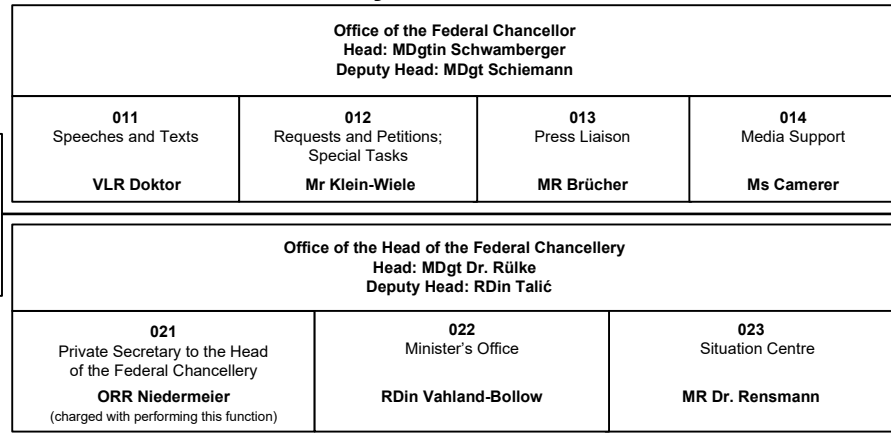 Office of the Federal Chancellor
Head: MDgtin Schwamberger
Deputy Head: MDgt Schiemann
011
Speeches and Texts
VLR Doktor
012
Requests and Petitions;
Special Tasks
Mr Klein-Wiele
013
Press Liaison
MR Brücher
014
Media Support
Ms Camerer
Office of the Head of the Federal Chancellery
Head: MDgt Dr. Rülke
Deputy Head: RDin Talić
021
Private Secretary to the Head
of the Federal Chancellery
ORR Niedermeier
(charged with performing this function)
022
Minister’s Office
RDin Vahland-Bollow
023
Situation Centre
MR Dr. Rensmann